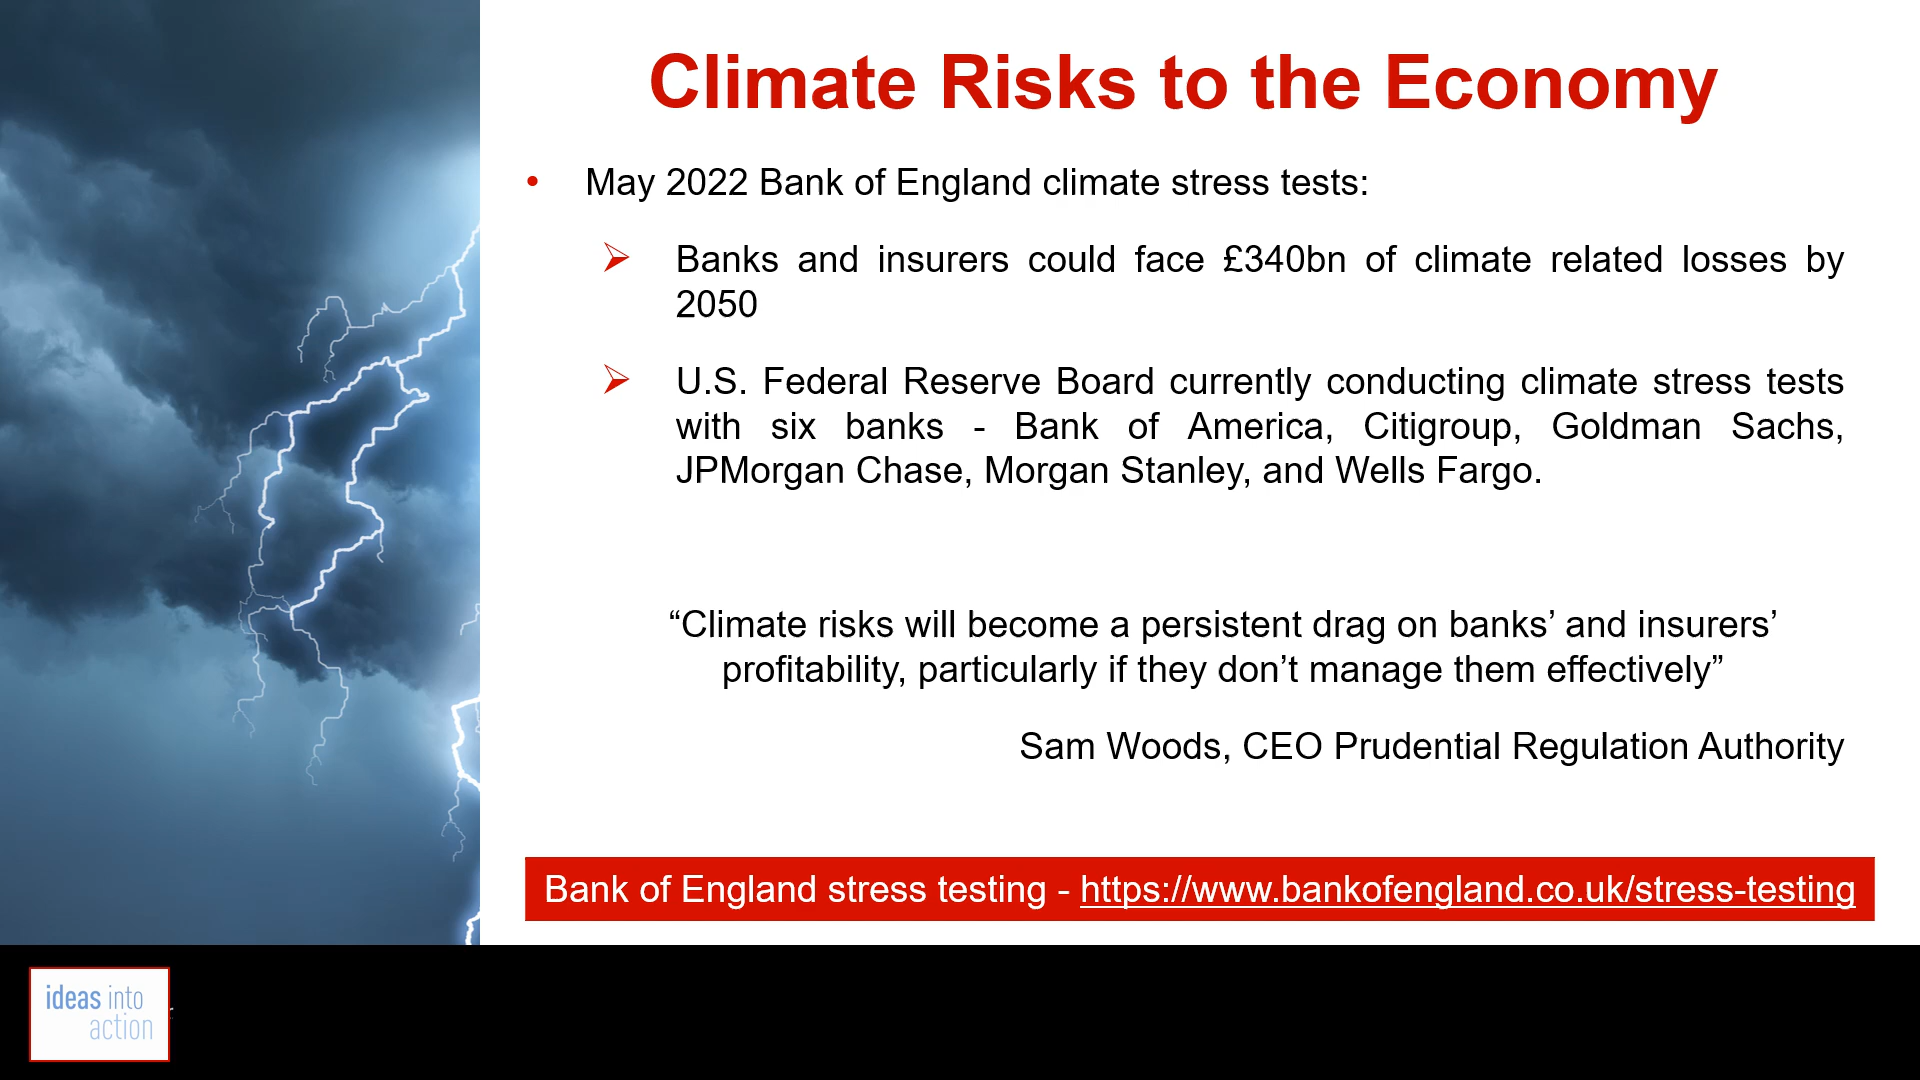 Climate Risks to the Economy
• May 2022 Bank of England climate stress tests:
➢ Banks and insurers could face £340bn of climate related losses by
2050
➢ U.S. Federal Reserve Board currently conducting climate stress tests
with six banks - Bank of America, Citigroup, Goldman Sachs,
JPMorgan Chase, Morgan Stanley, and Wells Fargo.
“Climate risks will become a persistent drag on banks’ and insurers’
profitability, particularly if they don’t manage them effectively”
Sam Woods, CEO Prudential Regulation Authority
Bank of England stress testing - https://www.bankofengland.co.uk/stress-testing
ideas into
action